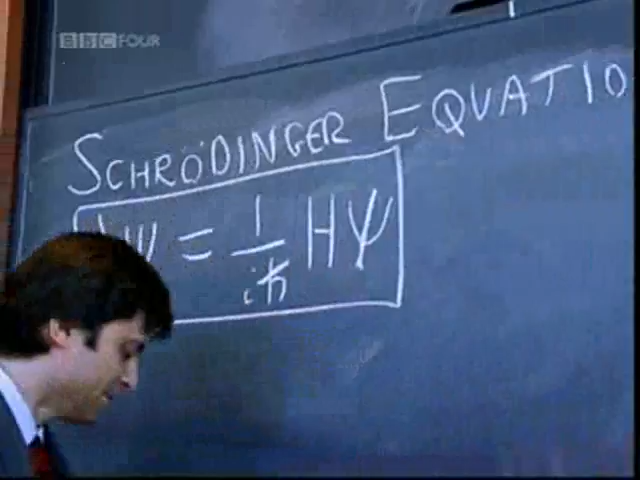 BBC FOUR
SCHRÖDINGER EQUATIO
Ψ = 1/iħ HΨ